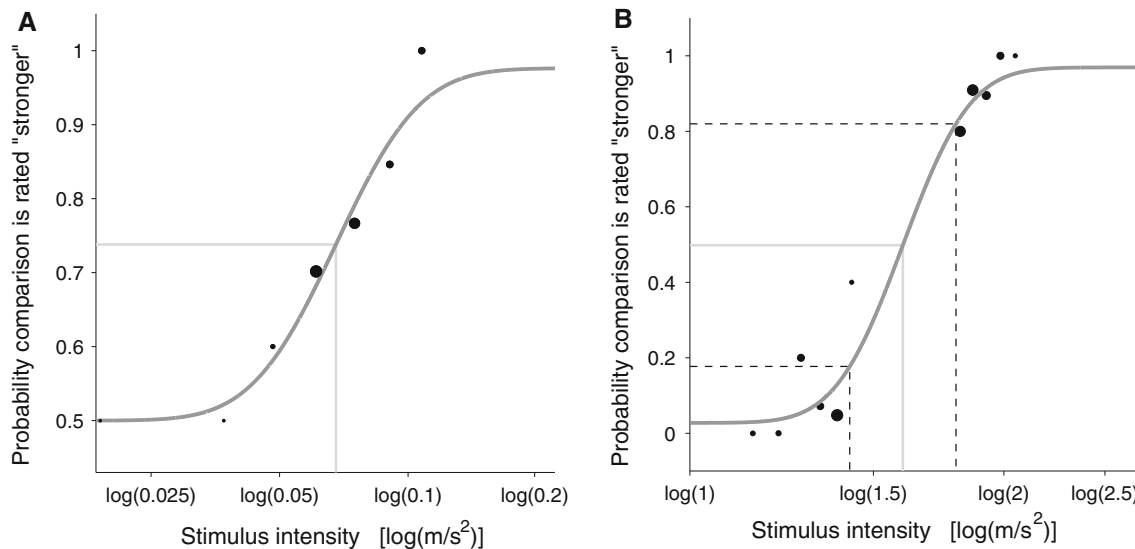 A
Probability comparison is rated "stronger"
1
0.9
0.8
0.7
0.6
0.5
log(0.025)
log(0.05)
log(0.1)
log(0.2)
Stimulus intensity [log(m/s²)]
B
Probability comparison is rated "stronger"
1
0.8
0.6
0.4
0.2
0
log(1)
log(1.5)
log(2)
log(2.5)
Stimulus intensity [log(m/s²)]